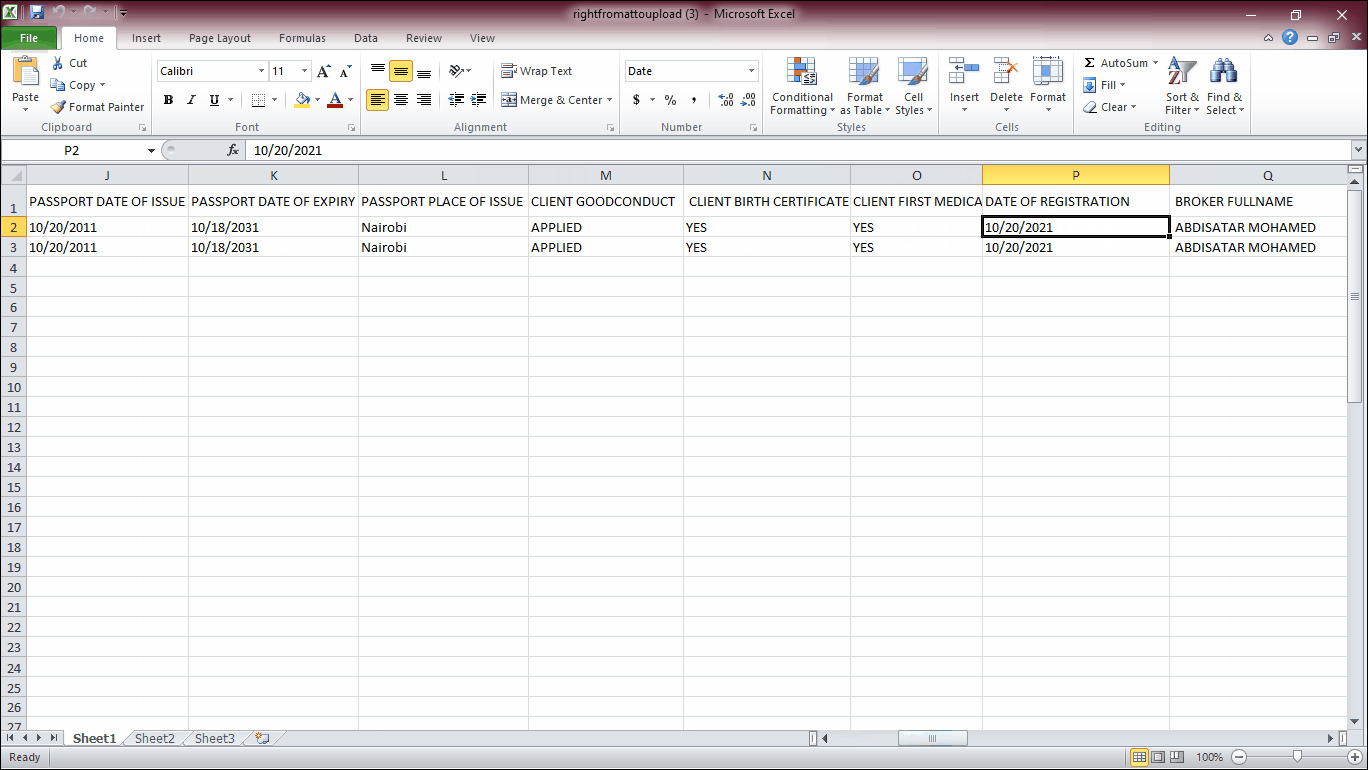 rightfromattoupload (3) - Microsoft Excel
File Home Insert Page Layout Formulas Data Review View
Paste
Cut
Copy
Format Painter
Clipboard
Calibri 11
B I U
Font
Wrap Text
Merge & Center
Alignment
Date
$ % ,
Number
Conditional Formatting
Format as Table
Cell Styles
Styles
Insert Delete Format
Cells
AutoSum
Fill
Clear
Sort & Filter
Find & Select
Editing
P2 fx 10/20/2021
J K L M N O P Q
1 PASSPORT DATE OF ISSUE PASSPORT DATE OF EXPIRY PASSPORT PLACE OF ISSUE CLIENT GOODCONDUCT CLIENT BIRTH CERTIFICATE CLIENT FIRST MEDICA DATE OF REGISTRATION BROKER FULLNAME
2 10/20/2011 10/18/2031 Nairobi APPLIED YES YES 10/20/2021 ABDISATAR MOHAMED
3 10/20/2011 10/18/2031 Nairobi APPLIED YES YES 10/20/2021 ABDISATAR MOHAMED
4
5
6
7
8
9
10
11
12
13
14
15
16
17
18
19
20
21
22
23
24
25
26
27
Sheet1 Sheet2 Sheet3
Ready 100%